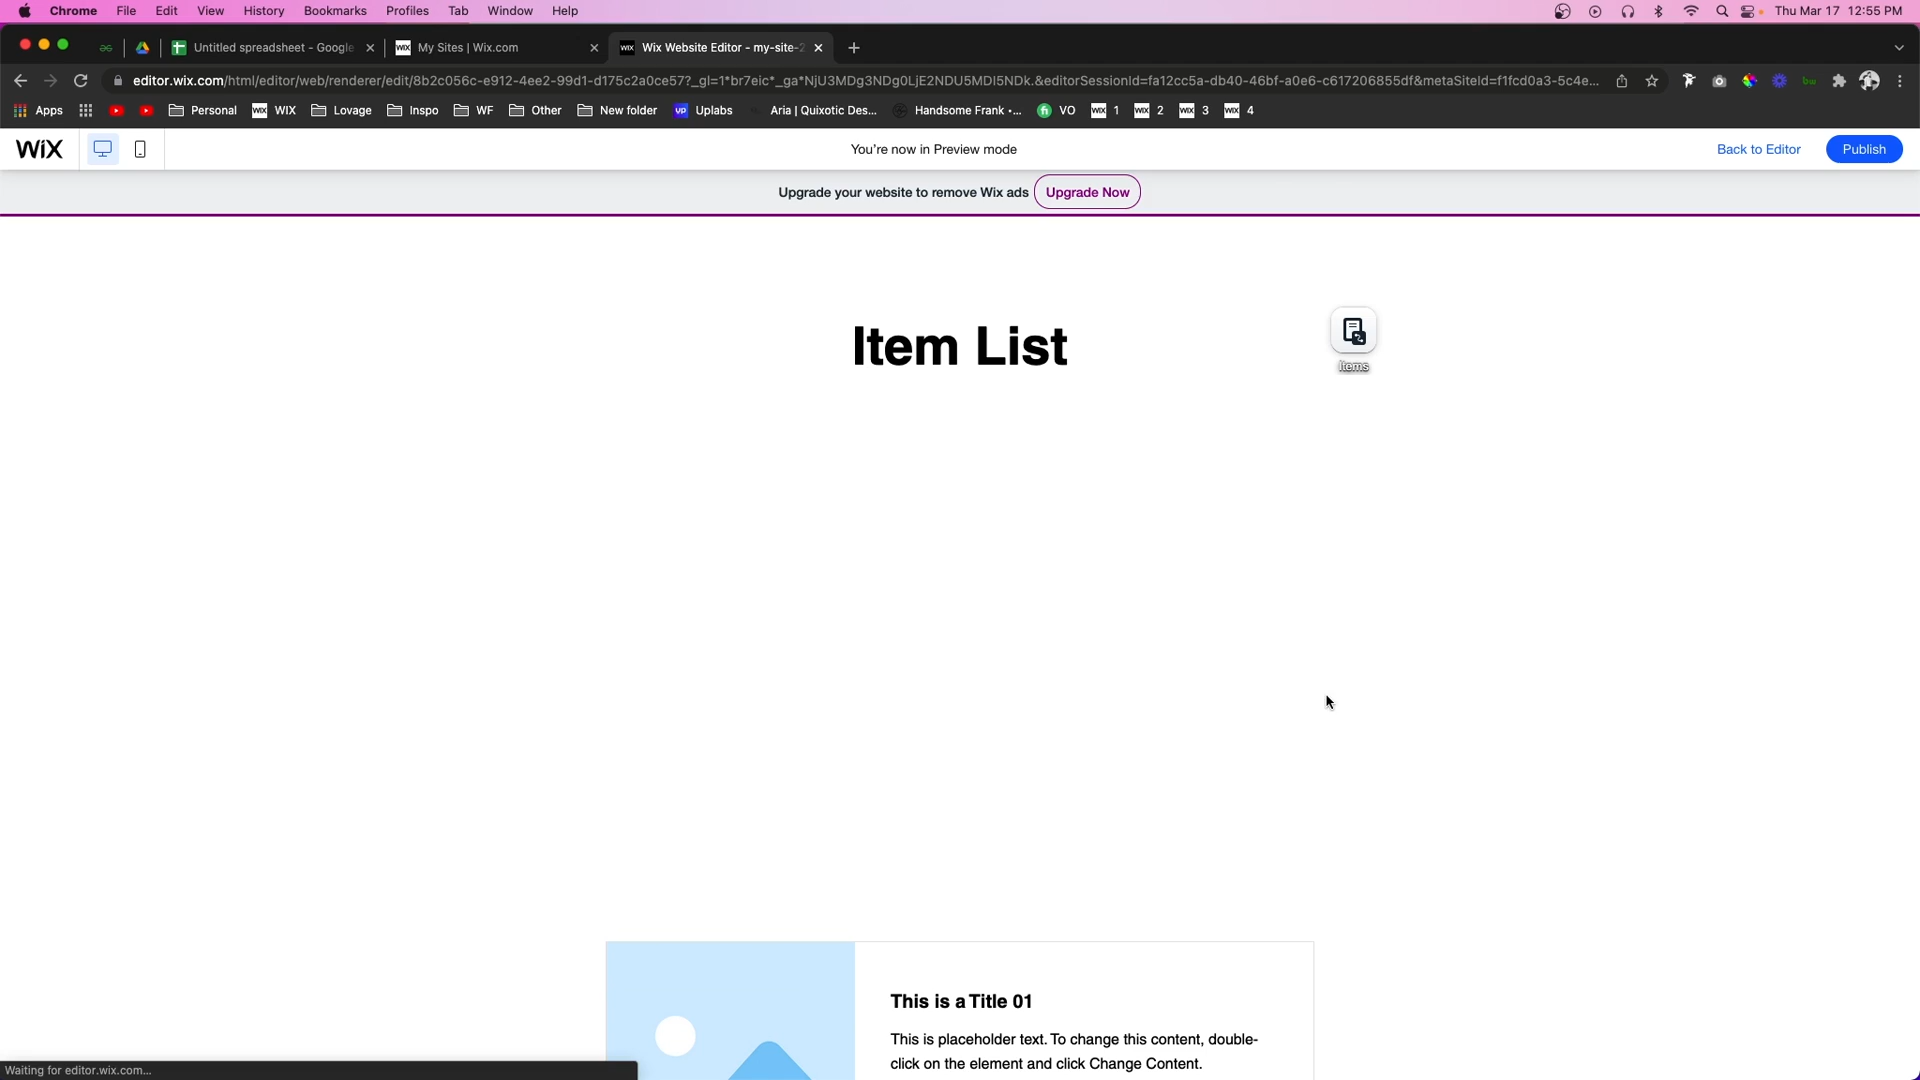 Chrome File Edit View History Bookmarks Profiles Tab Window Help Thu Mar 17 12:55 PM
Untitled spreadsheet - Google My Sites | Wix.com Wix Website Editor - my-site-2
editor.wix.com/html/editor/web/renderer/edit/8b2c056c-e912-4ee2-99d1-d175c2a0ce57?_gl=1*br7eic*_ga*NjU3MDg3NDg0LjE2NDU5MDI5NDk.&editorSessionId=fa12cc5a-db40-46bf-a0e6-c617206855df&metaSiteId=f1fcd0a3-5c4e...
Apps Personal WIX Lovage Inspo WF Other New folder Uplabs Aria | Quixotic Des... Handsome Frank •... VO 1 2 3 4
WIX You're now in Preview mode Back to Editor Publish
Upgrade your website to remove Wix ads Upgrade Now
Item List
Items
This is a Title 01
This is placeholder text. To change this content, double-
click on the element and click Change Content.
Waiting for editor.wix.com...